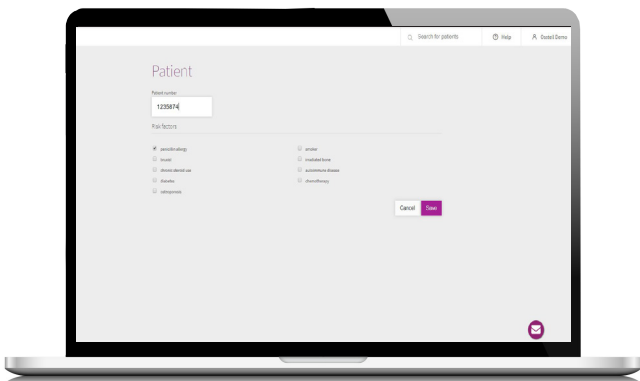 Search for patients
Help
Osstell Demo
Patient
Patient number
1235874
Risk factors
penicillin allergy
smoker
bruxist
irradiated bone
chronic steroid use
autoimmune disease
diabetes
chemotherapy
osteoporosis
Cancel
Save